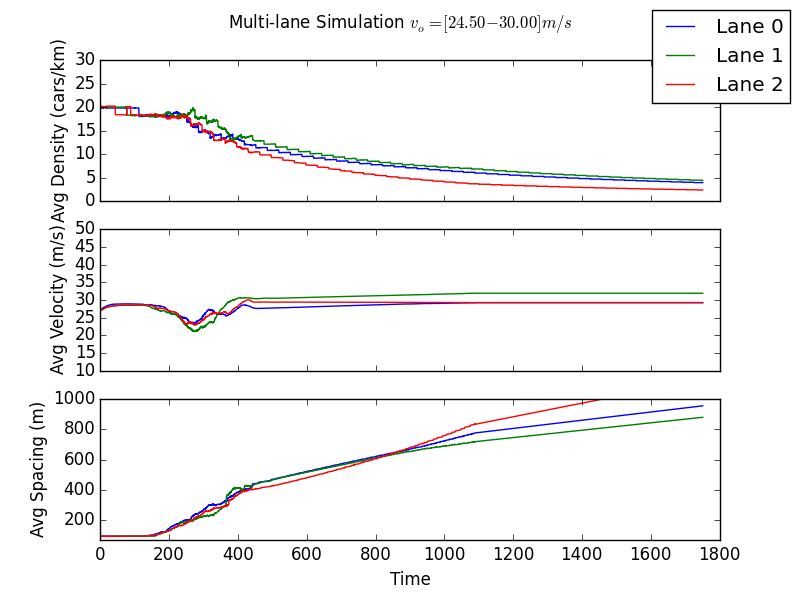 Multi-lane Simulation v_o =[24.50−30.00]m/s
Lane 0
Lane 1
Lane 2
Avg Density (cars/km)
30
25
20
15
10
5
0
Avg Velocity (m/s)
50
45
40
35
30
25
20
15
10
Avg Spacing (m)
1000
800
600
400
200
0 200 400 600 800 1000 1200 1400 1600 1800
Time